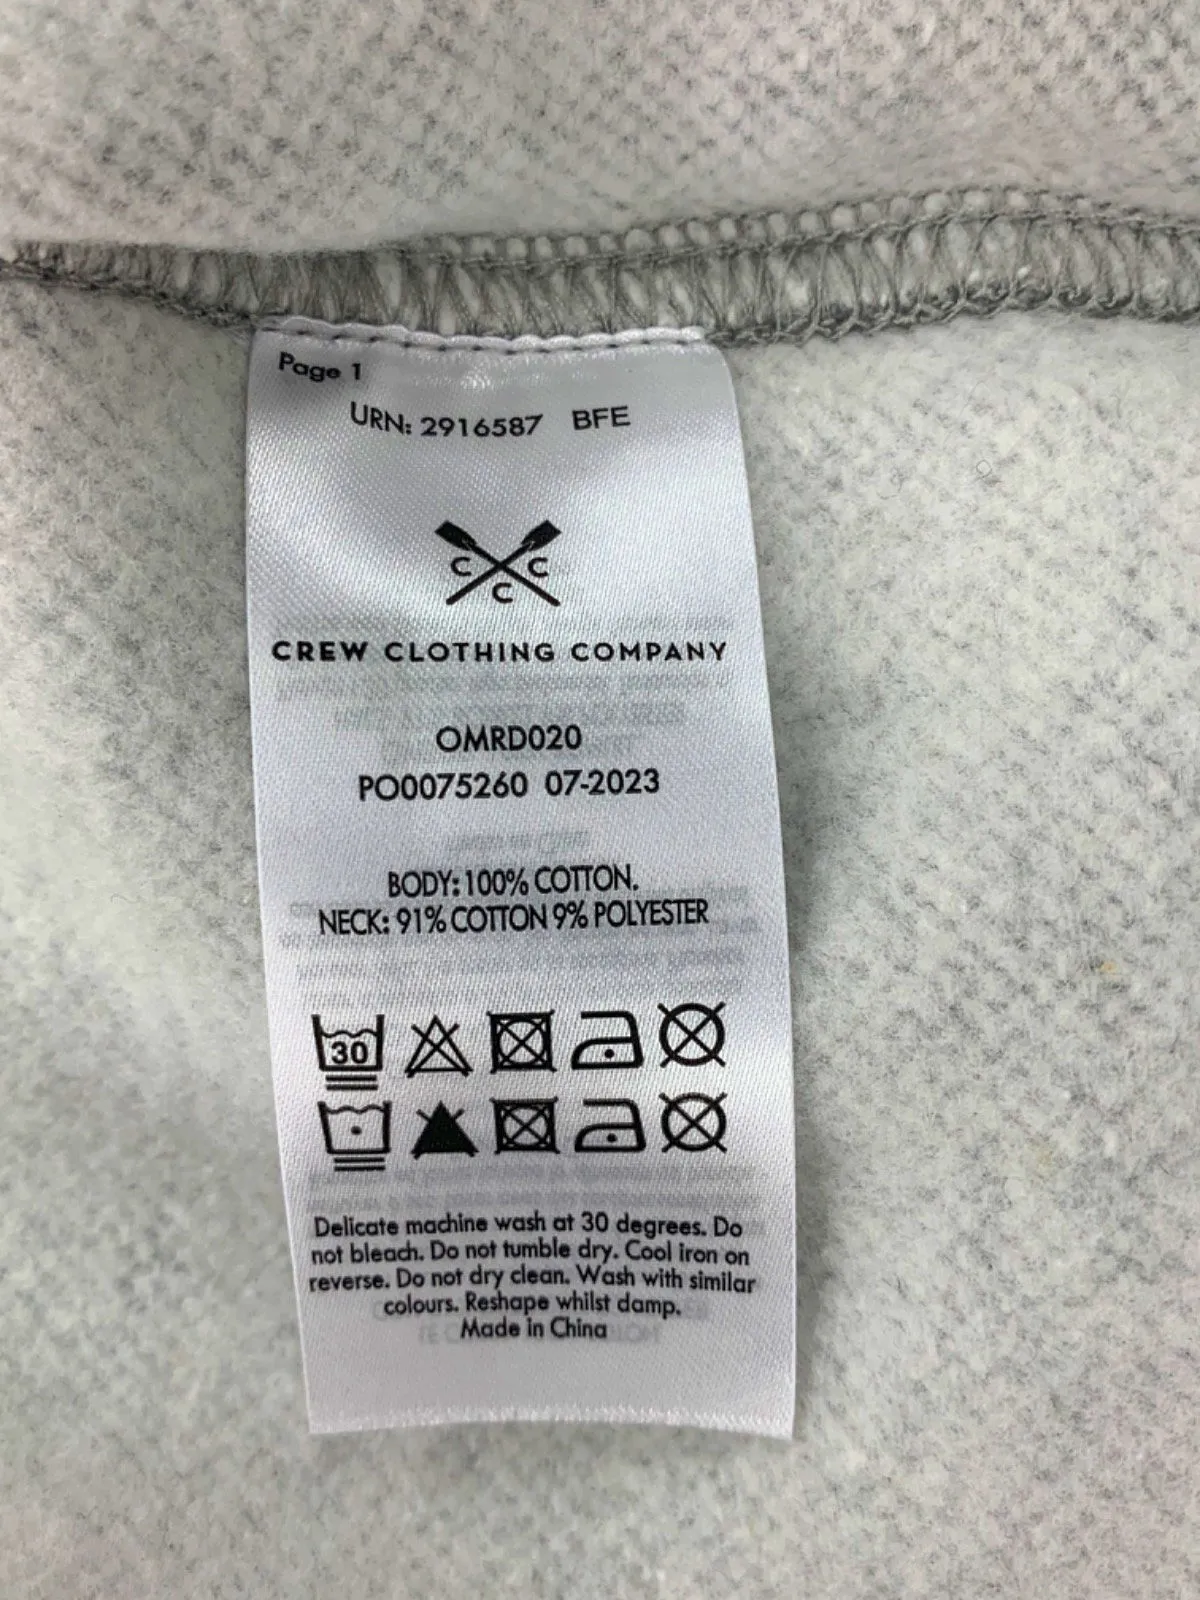 Page 1
URN: 2916587 BFE
C C
C
CREW CLOTHING COMPANY
OMRD020
PO0075260 07-2023
BODY: 100% COTTON.
NECK: 91% COTTON 9% POLYESTER
30
Delicate machine wash at 30 degrees. Do
not bleach. Do not tumble dry. Cool iron on
reverse. Do not dry clean. Wash with similar
colours. Reshape whilst damp.
Made in China